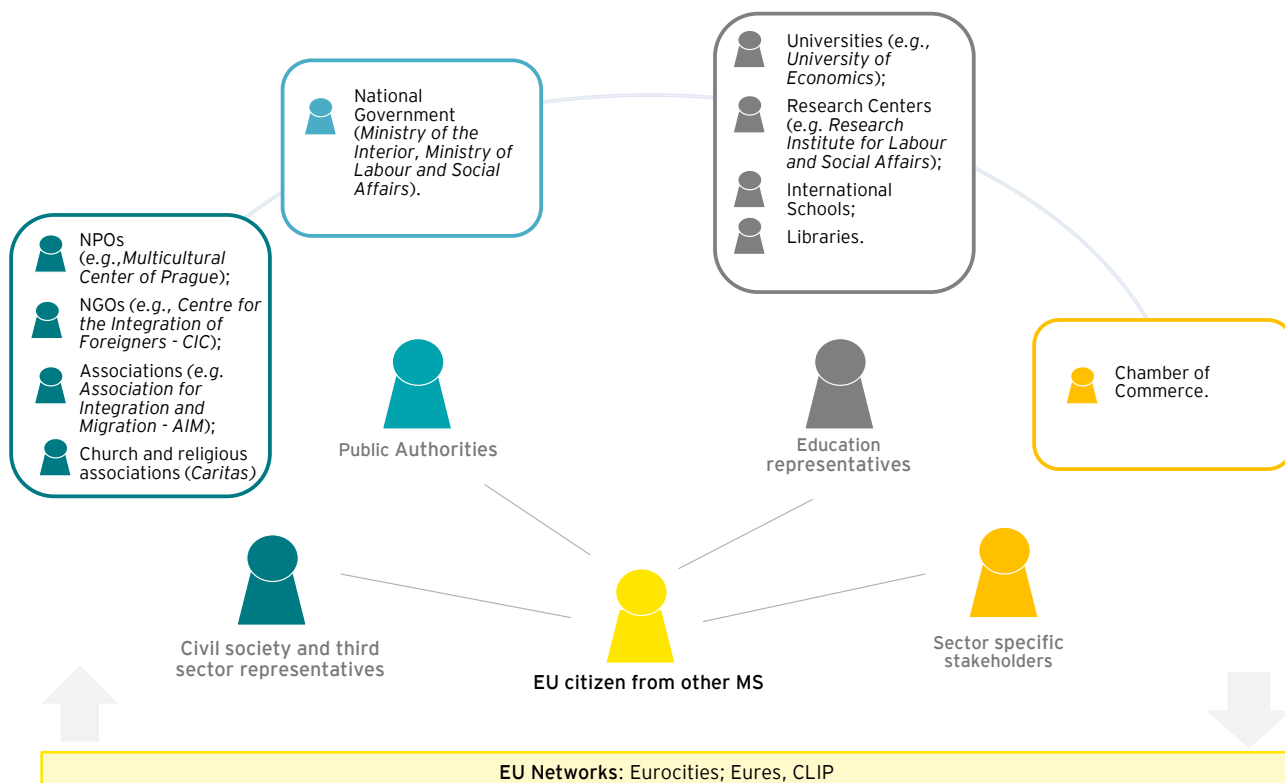 Universities (e.g.,
University of
Economics);
Research Centers
(e.g. Research
Institute for Labour
and Social Affairs);
International
Schools;
Libraries.
National
Government
(Ministry of the
Interior, Ministry of
Labour and Social
Affairs).
NPOs
(e.g.,Multicultural
Center of Prague);
NGOs (e.g., Centre for
the Integration of
Foreigners - CIC);
Associations (e.g.
Association for
Integration and
Migration - AIM);
Church and religious
associations (Caritas)
Chamber of
Commerce.
Public Authorities
Education
representatives
Civil society and third
sector representatives
EU citizen from other MS
Sector specific
stakeholders
EU Networks: Eurocities; Eures, CLIP